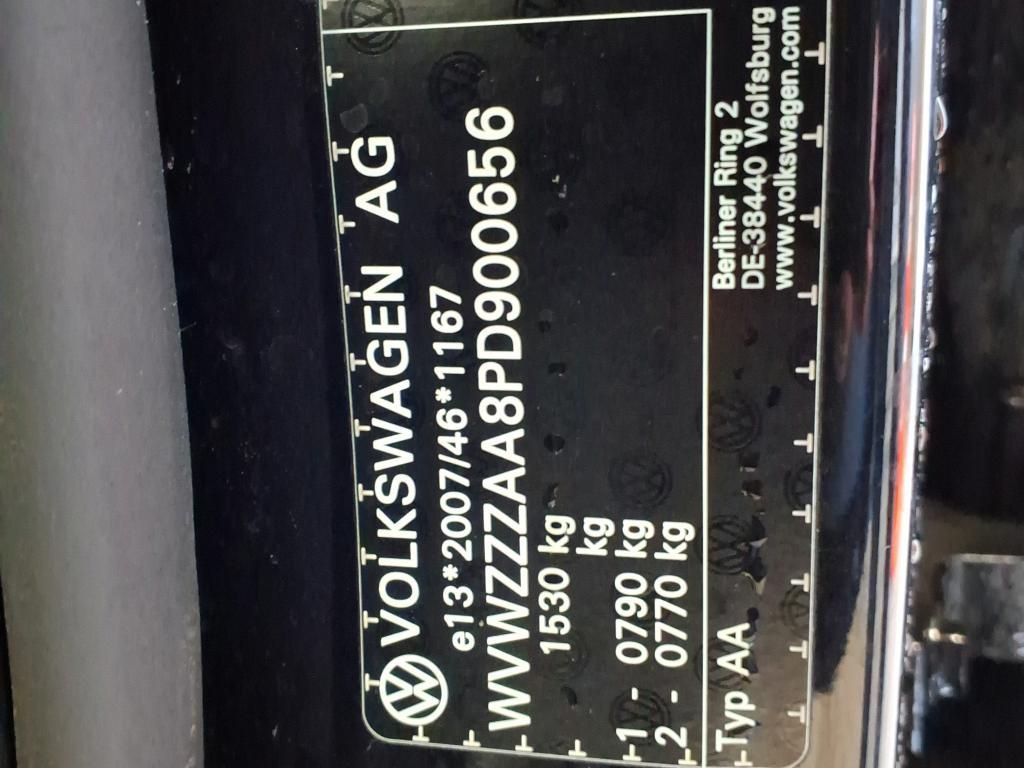 VOLKSWAGEN AG
e13*2007/46*1167
WVWZZZAA8PD900656
1530 kg
kg
1 - 0790 kg
2 - 0770 kg
Typ AA
Berliner Ring 2
DE-38440 Wolfsburg
www.volkswagen.com